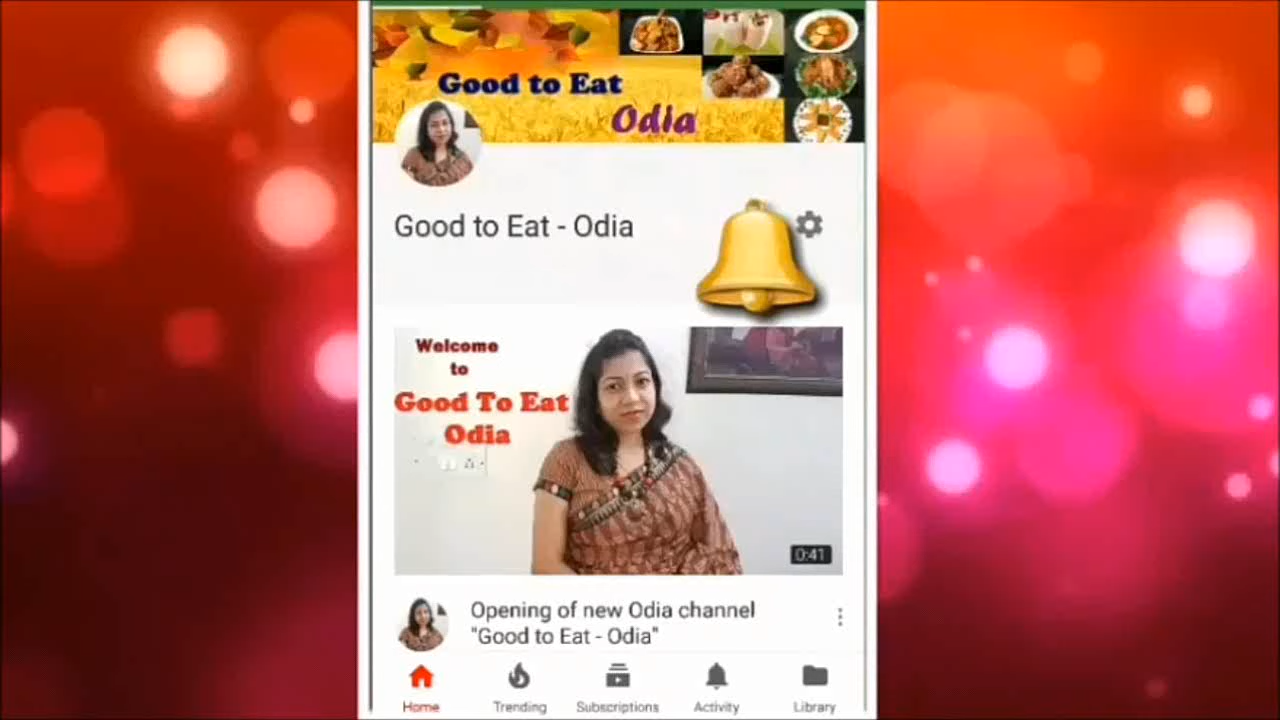 Good to Eat
Odia
Good to Eat - Odia
Welcome
to
Good To Eat
Odia
0:41
Opening of new Odia channel
"Good to Eat - Odia"
Home
Trending
Subscriptions
Activity
Library